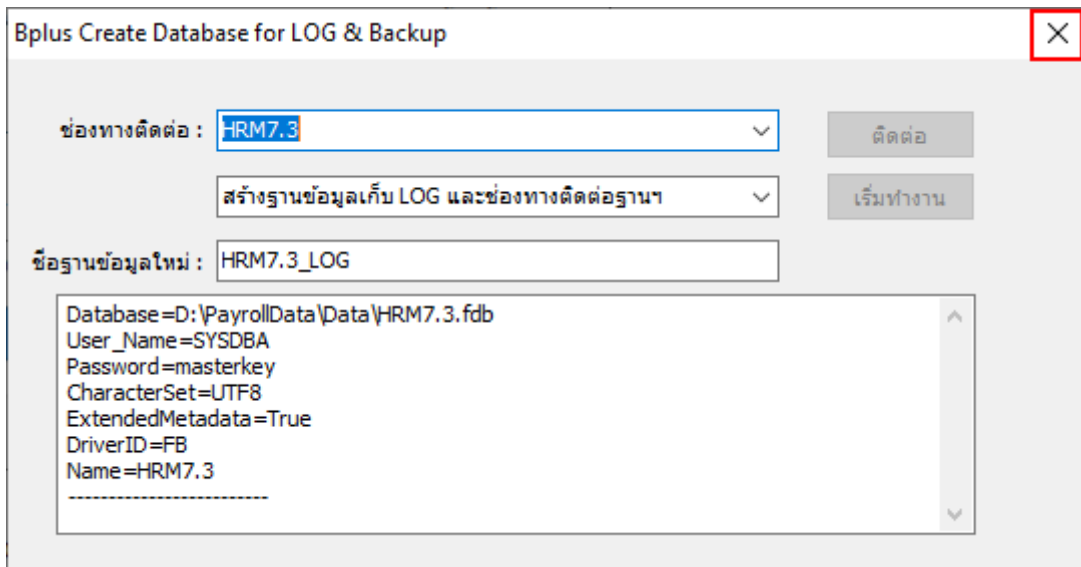 Bplus Create Database for LOG & Backup
ช่องทางติดต่อ : HRM7.3 ติดต่อ
สร้างฐานข้อมูลเก็บ LOG และช่องทางติดต่อฐานฯ เริ่มทำงาน
ชื่อฐานข้อมูลใหม่ : HRM7.3_LOG
Database=D:\PayrollData\Data\HRM7.3.fdb
User_Name=SYSDBA
Password=masterkey
CharacterSet=UTF8
ExtendedMetadata=True
DriverID=FB
Name=HRM7.3
-------------------------